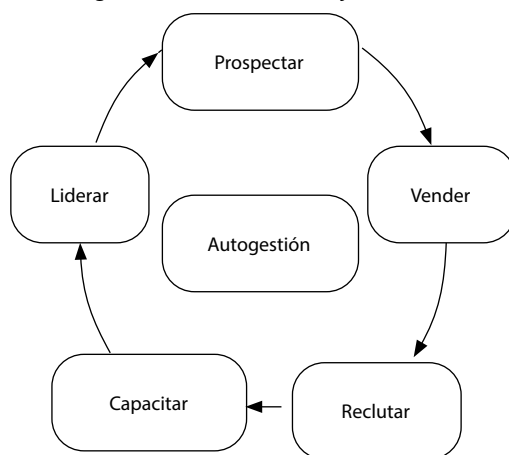 Prospectar
Liderar
Vender
Autogestión
Capacitar
Reclutar